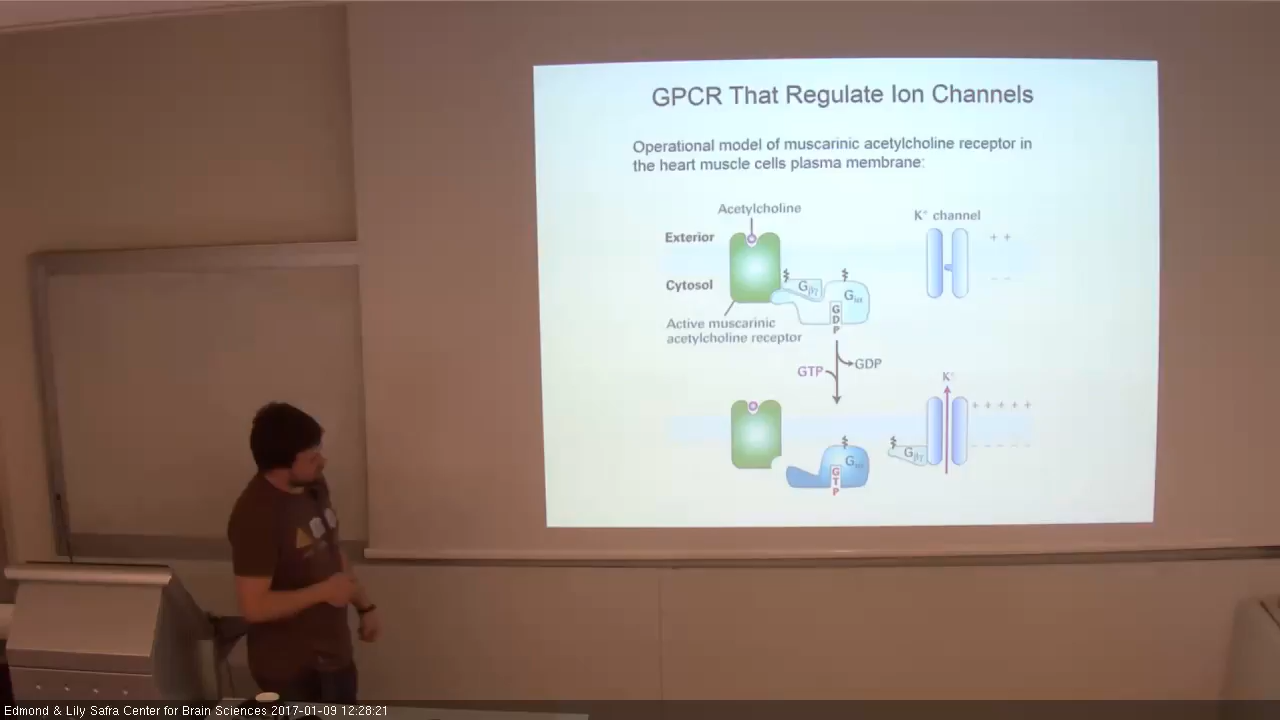 GPCR That Regulate Ion Channels
Operational model of muscarinic acetylcholine receptor in
the heart muscle cells plasma membrane:
Acetylcholine
K⁺ channel
Exterior
+ +
Cytosol
- -
Gβγ
Giα
GDP
Active muscarinic
acetylcholine receptor
GTP
GDP
K⁺
+ + + + +
Gβγ
Giα
GTP
Edmond & Lily Safra Center for Brain Sciences 2017-01-09 12:28:21